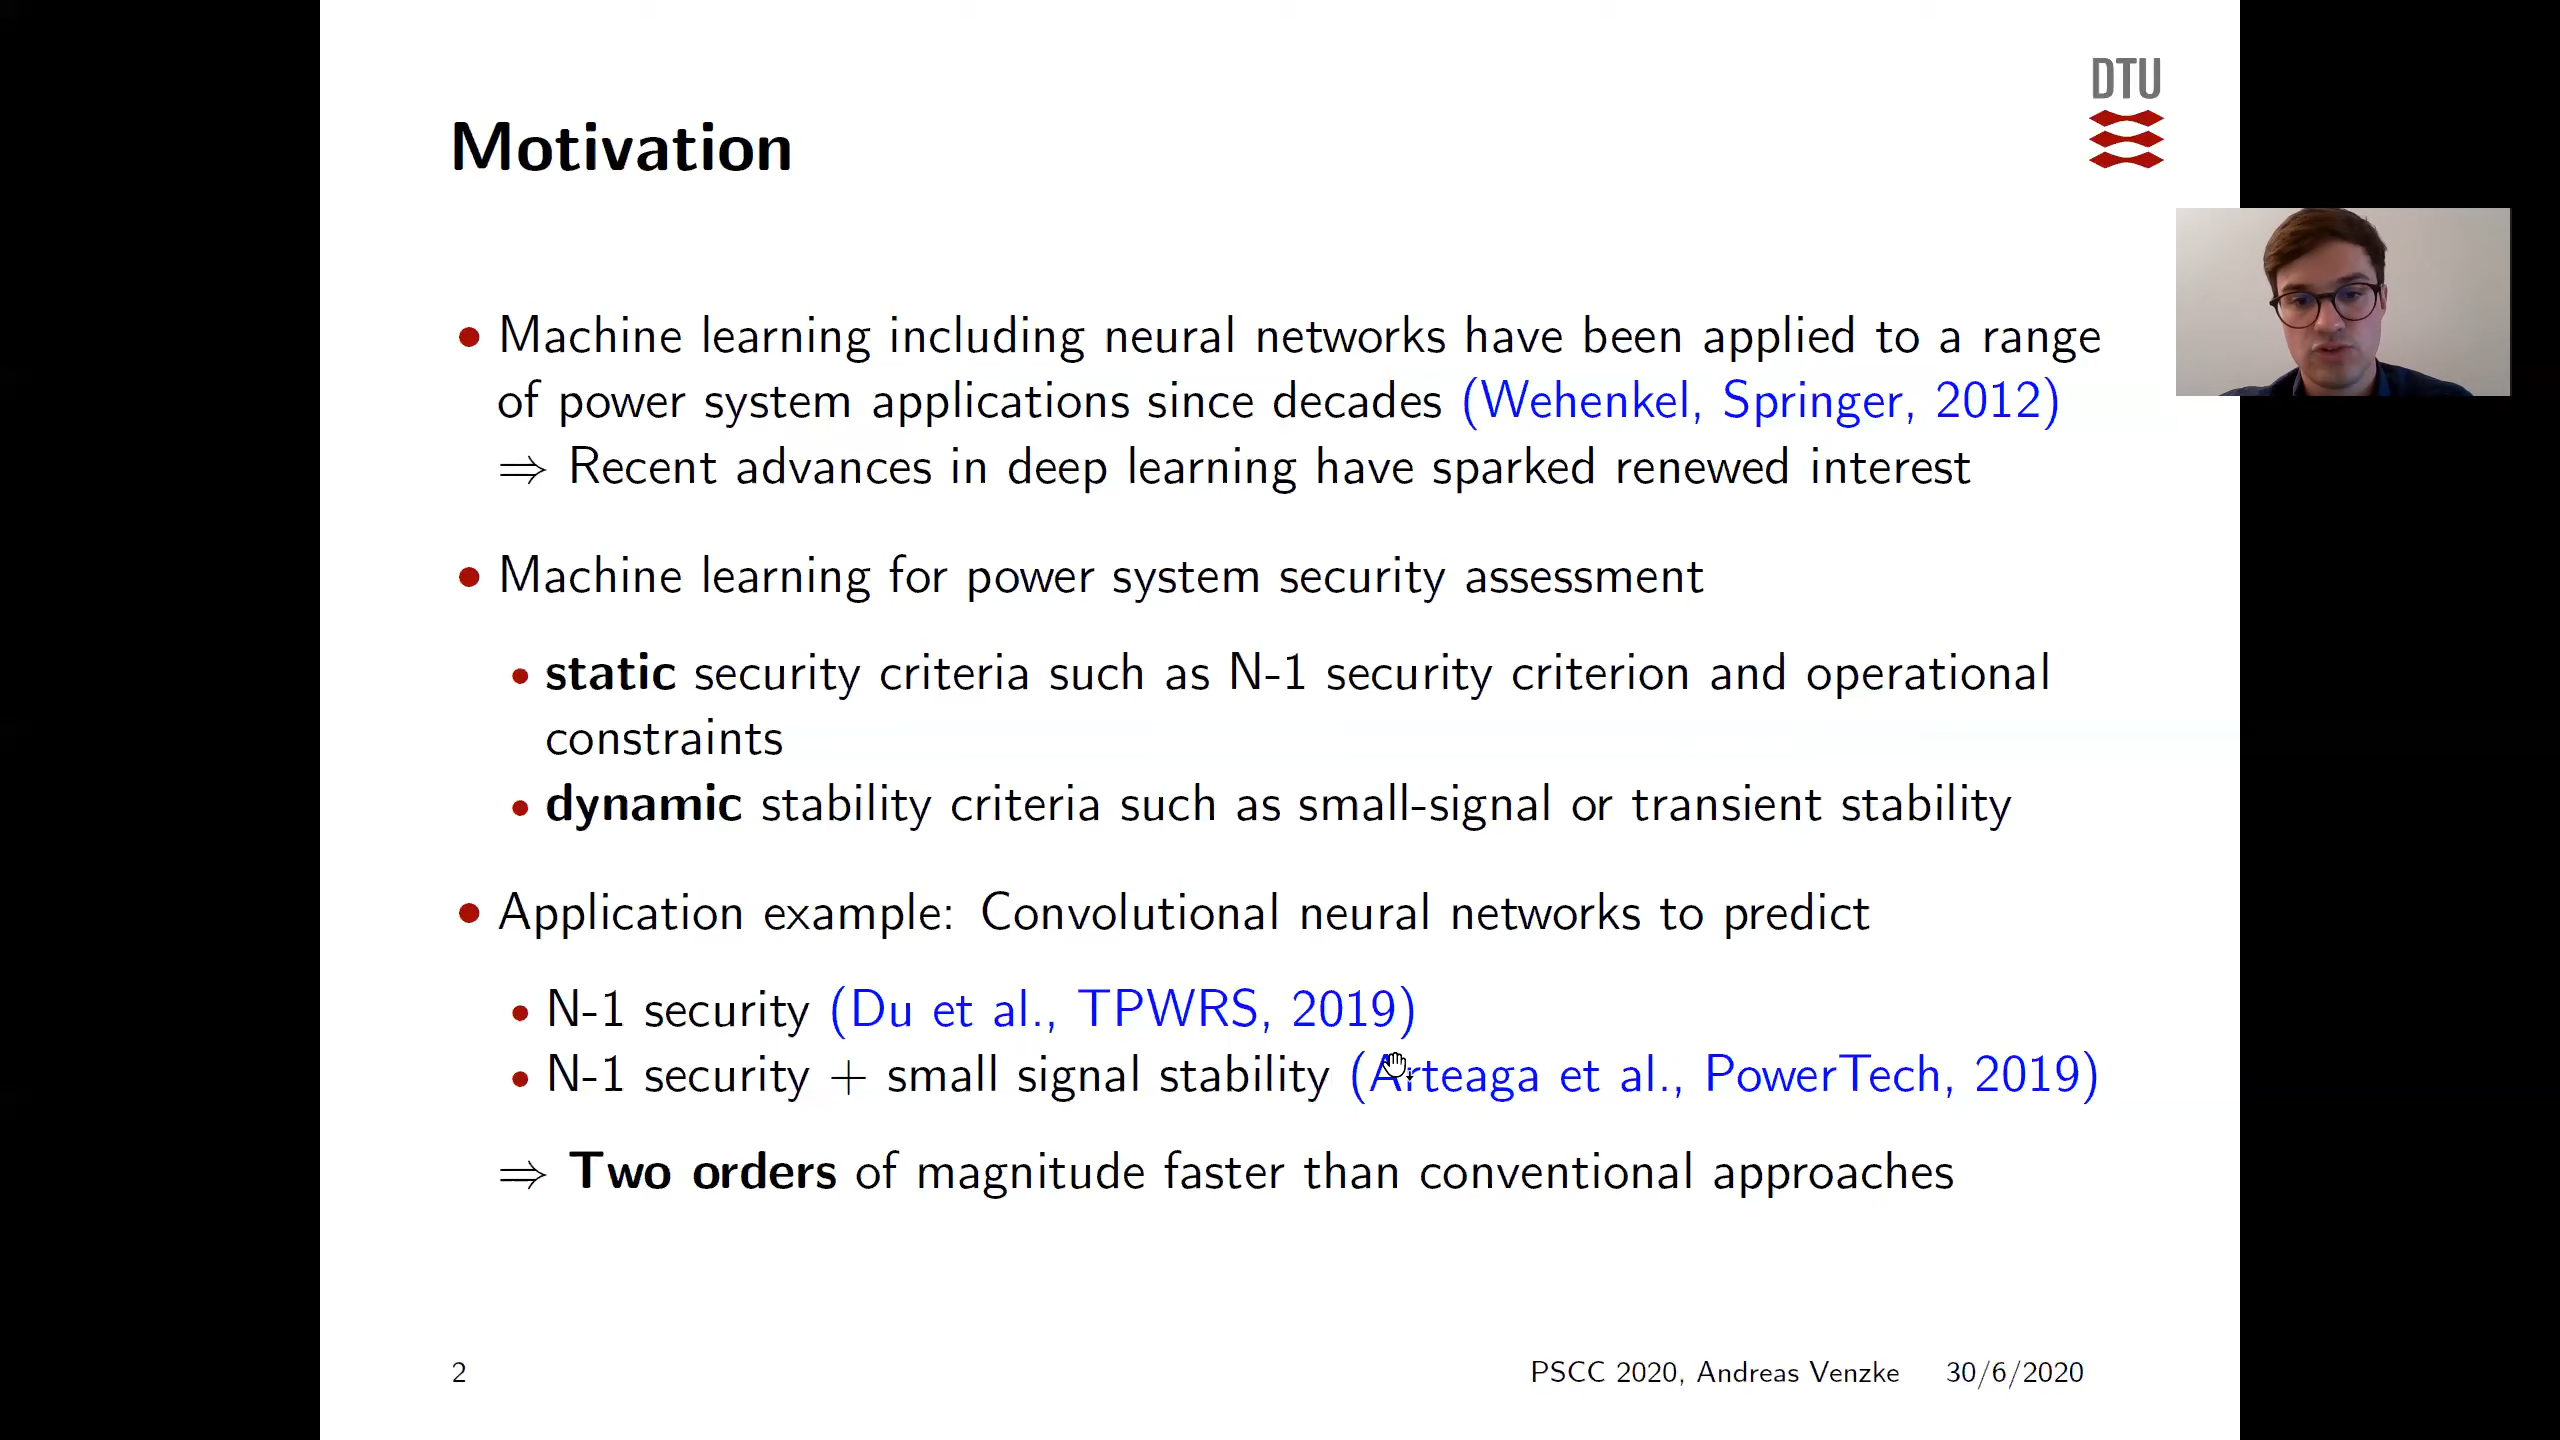 DTU
Motivation
• Machine learning including neural networks have been applied to a range
of power system applications since decades (Wehenkel, Springer, 2012)
⇒ Recent advances in deep learning have sparked renewed interest
• Machine learning for power system security assessment
• static security criteria such as N-1 security criterion and operational
constraints
• dynamic stability criteria such as small-signal or transient stability
• Application example: Convolutional neural networks to predict
• N-1 security (Du et al., TPWRS, 2019)
• N-1 security + small signal stability (Arteaga et al., PowerTech, 2019)
⇒ Two orders of magnitude faster than conventional approaches
2 PSCC 2020, Andreas Venzke 30/6/2020